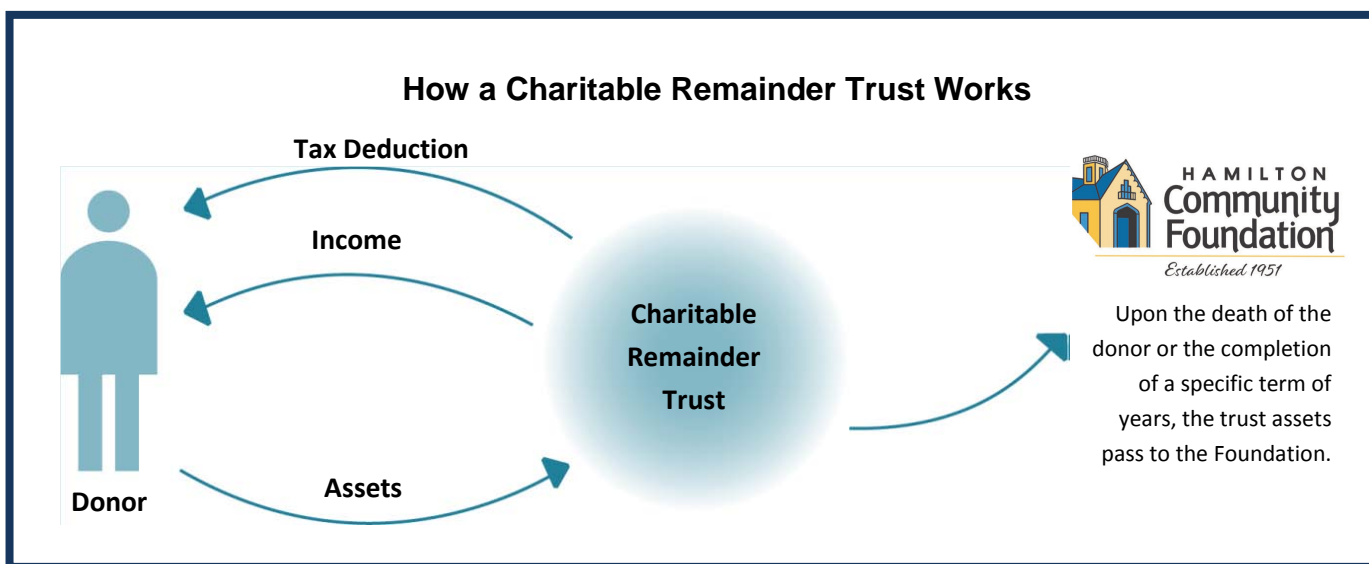 How a Charitable Remainder Trust Works
Tax Deduction
Income
Assets
Donor
Charitable
Remainder
Trust
HAMILTON
Community
Foundation
Established 1951
Upon the death of the
donor or the completion
of a specific term of
years, the trust assets
pass to the Foundation.